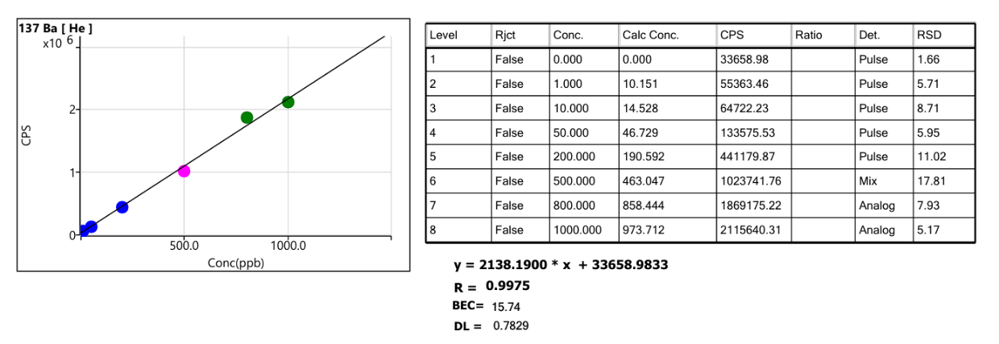 137 Ba [ He ]
x10 6
2
1
0
500.0 1000.0
CPS
Conc(ppb)
Level Rjct Conc. Calc Conc. CPS Ratio Det. RSD
1 False 0.000 0.000 33658.98 Pulse 1.66
2 False 1.000 10.151 55363.46 Pulse 5.71
3 False 10.000 14.528 64722.23 Pulse 8.71
4 False 50.000 46.729 133575.53 Pulse 5.95
5 False 200.000 190.592 441179.87 Pulse 11.02
6 False 500.000 463.047 1023741.76 Mix 17.81
7 False 800.000 858.444 1869175.22 Analog 7.93
8 False 1000.000 973.712 2115640.31 Analog 5.17
y = 2138.1900 * x + 33658.9833
R = 0.9975
BEC= 15.74
DL = 0.7829